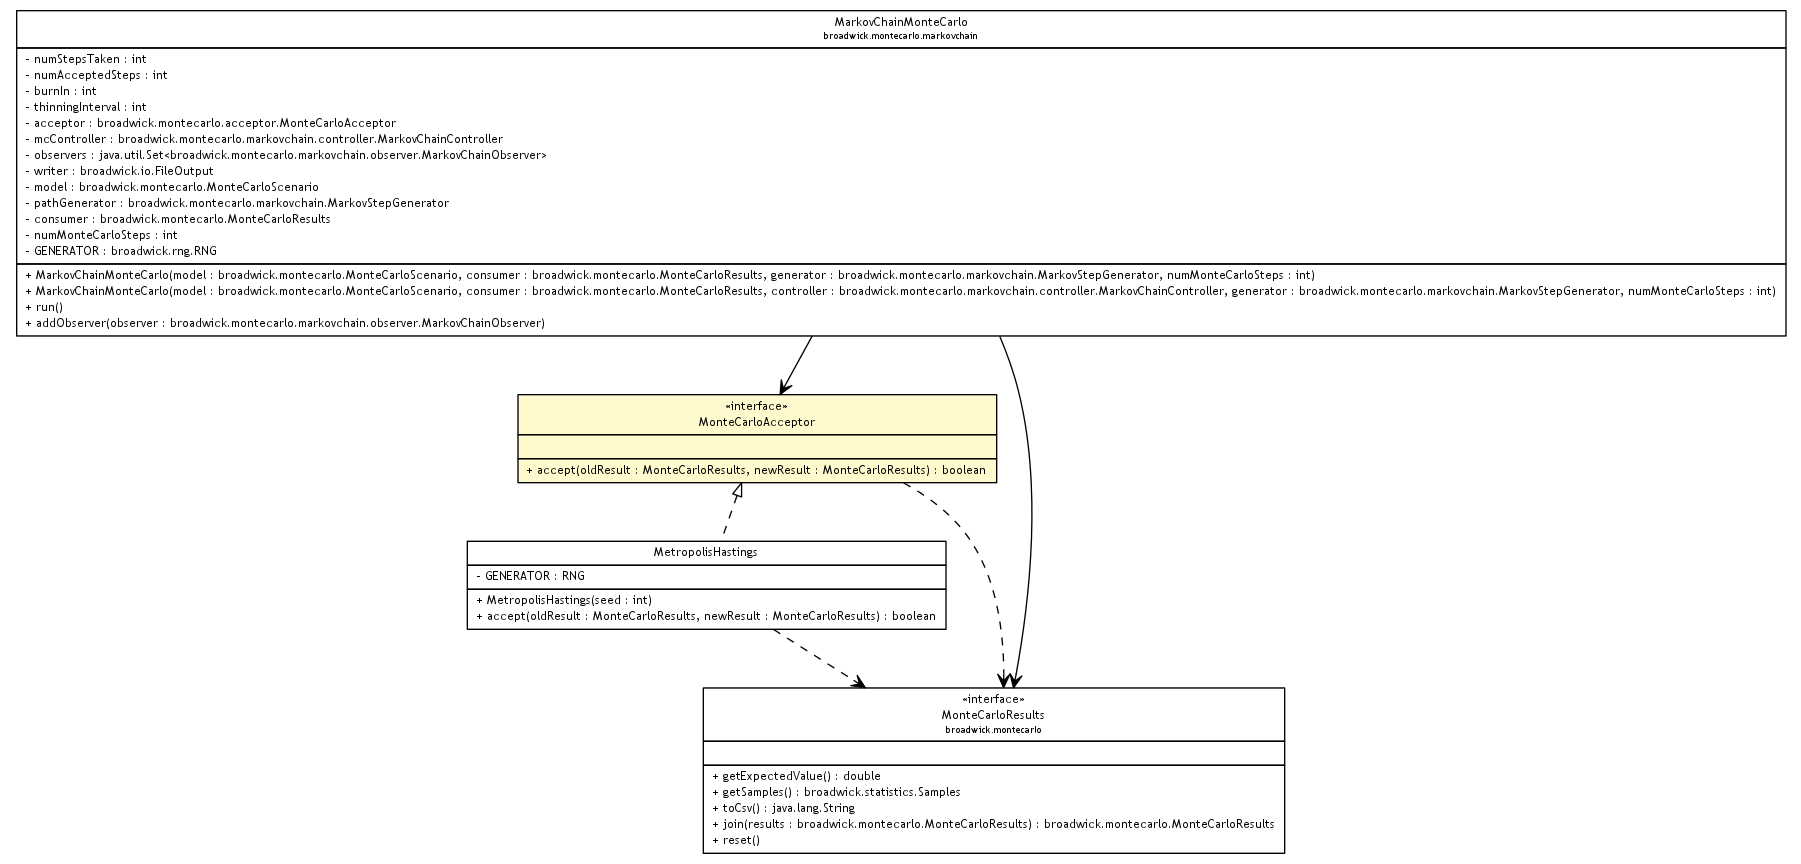 MarkovChainMonteCarlo
broadwick.montecarlo.markovchain
- numStepsTaken : int
- numAcceptedSteps : int
- burnIn : int
- thinningInterval : int
- acceptor : broadwick.montecarlo.acceptor.MonteCarloAcceptor
- mcController : broadwick.montecarlo.markovchain.controller.MarkovChainController
- observers : java.util.Set<broadwick.montecarlo.markovchain.observer.MarkovChainObserver>
- writer : broadwick.io.FileOutput
- model : broadwick.montecarlo.MonteCarloScenario
- pathGenerator : broadwick.montecarlo.markovchain.MarkovStepGenerator
- consumer : broadwick.montecarlo.MonteCarloResults
- numMonteCarloSteps : int
- GENERATOR : broadwick.rng.RNG
+ MarkovChainMonteCarlo(model : broadwick.montecarlo.MonteCarloScenario, consumer : broadwick.montecarlo.MonteCarloResults, generator : broadwick.montecarlo.markovchain.MarkovStepGenerator, numMonteCarloSteps : int)
+ MarkovChainMonteCarlo(model : broadwick.montecarlo.MonteCarloScenario, consumer : broadwick.montecarlo.MonteCarloResults, controller : broadwick.montecarlo.markovchain.controller.MarkovChainController, generator : broadwick.montecarlo.markovchain.MarkovStepGenerator, numMonteCarloSteps : int)
+ run()
+ addObserver(observer : broadwick.montecarlo.markovchain.observer.MarkovChainObserver)
«interface»
MonteCarloAcceptor
+ accept(oldResult : MonteCarloResults, newResult : MonteCarloResults) : boolean
MetropolisHastings
- GENERATOR : RNG
+ MetropolisHastings(seed : int)
+ accept(oldResult : MonteCarloResults, newResult : MonteCarloResults) : boolean
«interface»
MonteCarloResults
broadwick.montecarlo
+ getExpectedValue() : double
+ getSamples() : broadwick.statistics.Samples
+ toCsv() : java.lang.String
+ join(results : broadwick.montecarlo.MonteCarloResults) : broadwick.montecarlo.MonteCarloResults
+ reset()